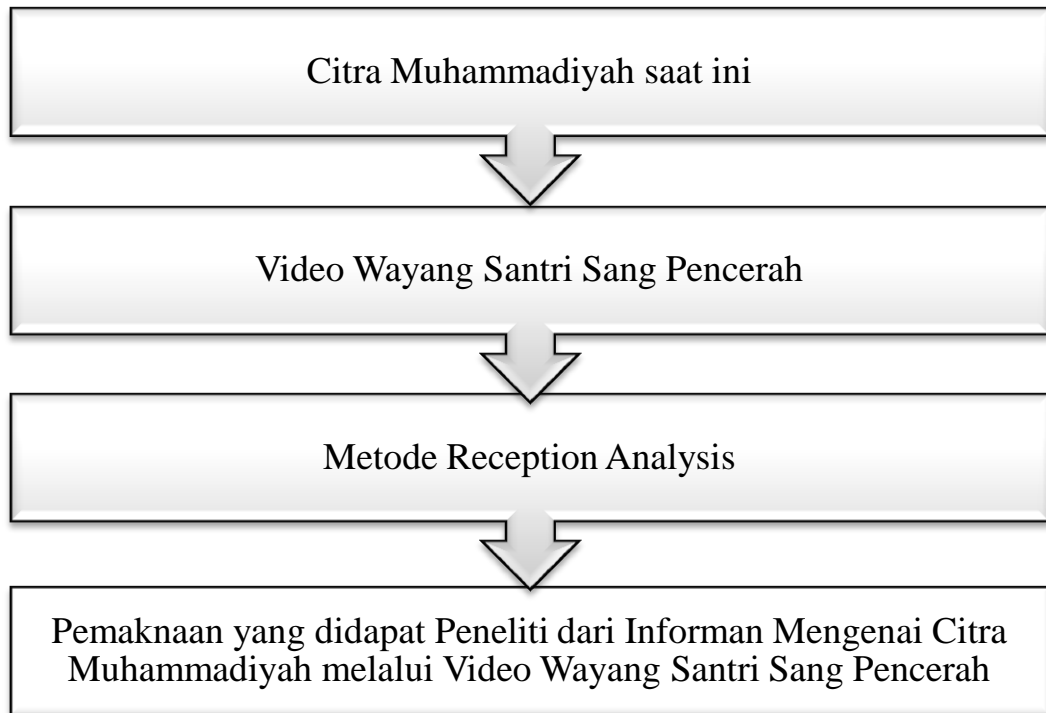 Citra Muhammadiyah saat ini
Video Wayang Santri Sang Pencerah
Metode Reception Analysis
Pemaknaan yang didapat Peneliti dari Informan Mengenai Citra
Muhammadiyah melalui Video Wayang Santri Sang Pencerah